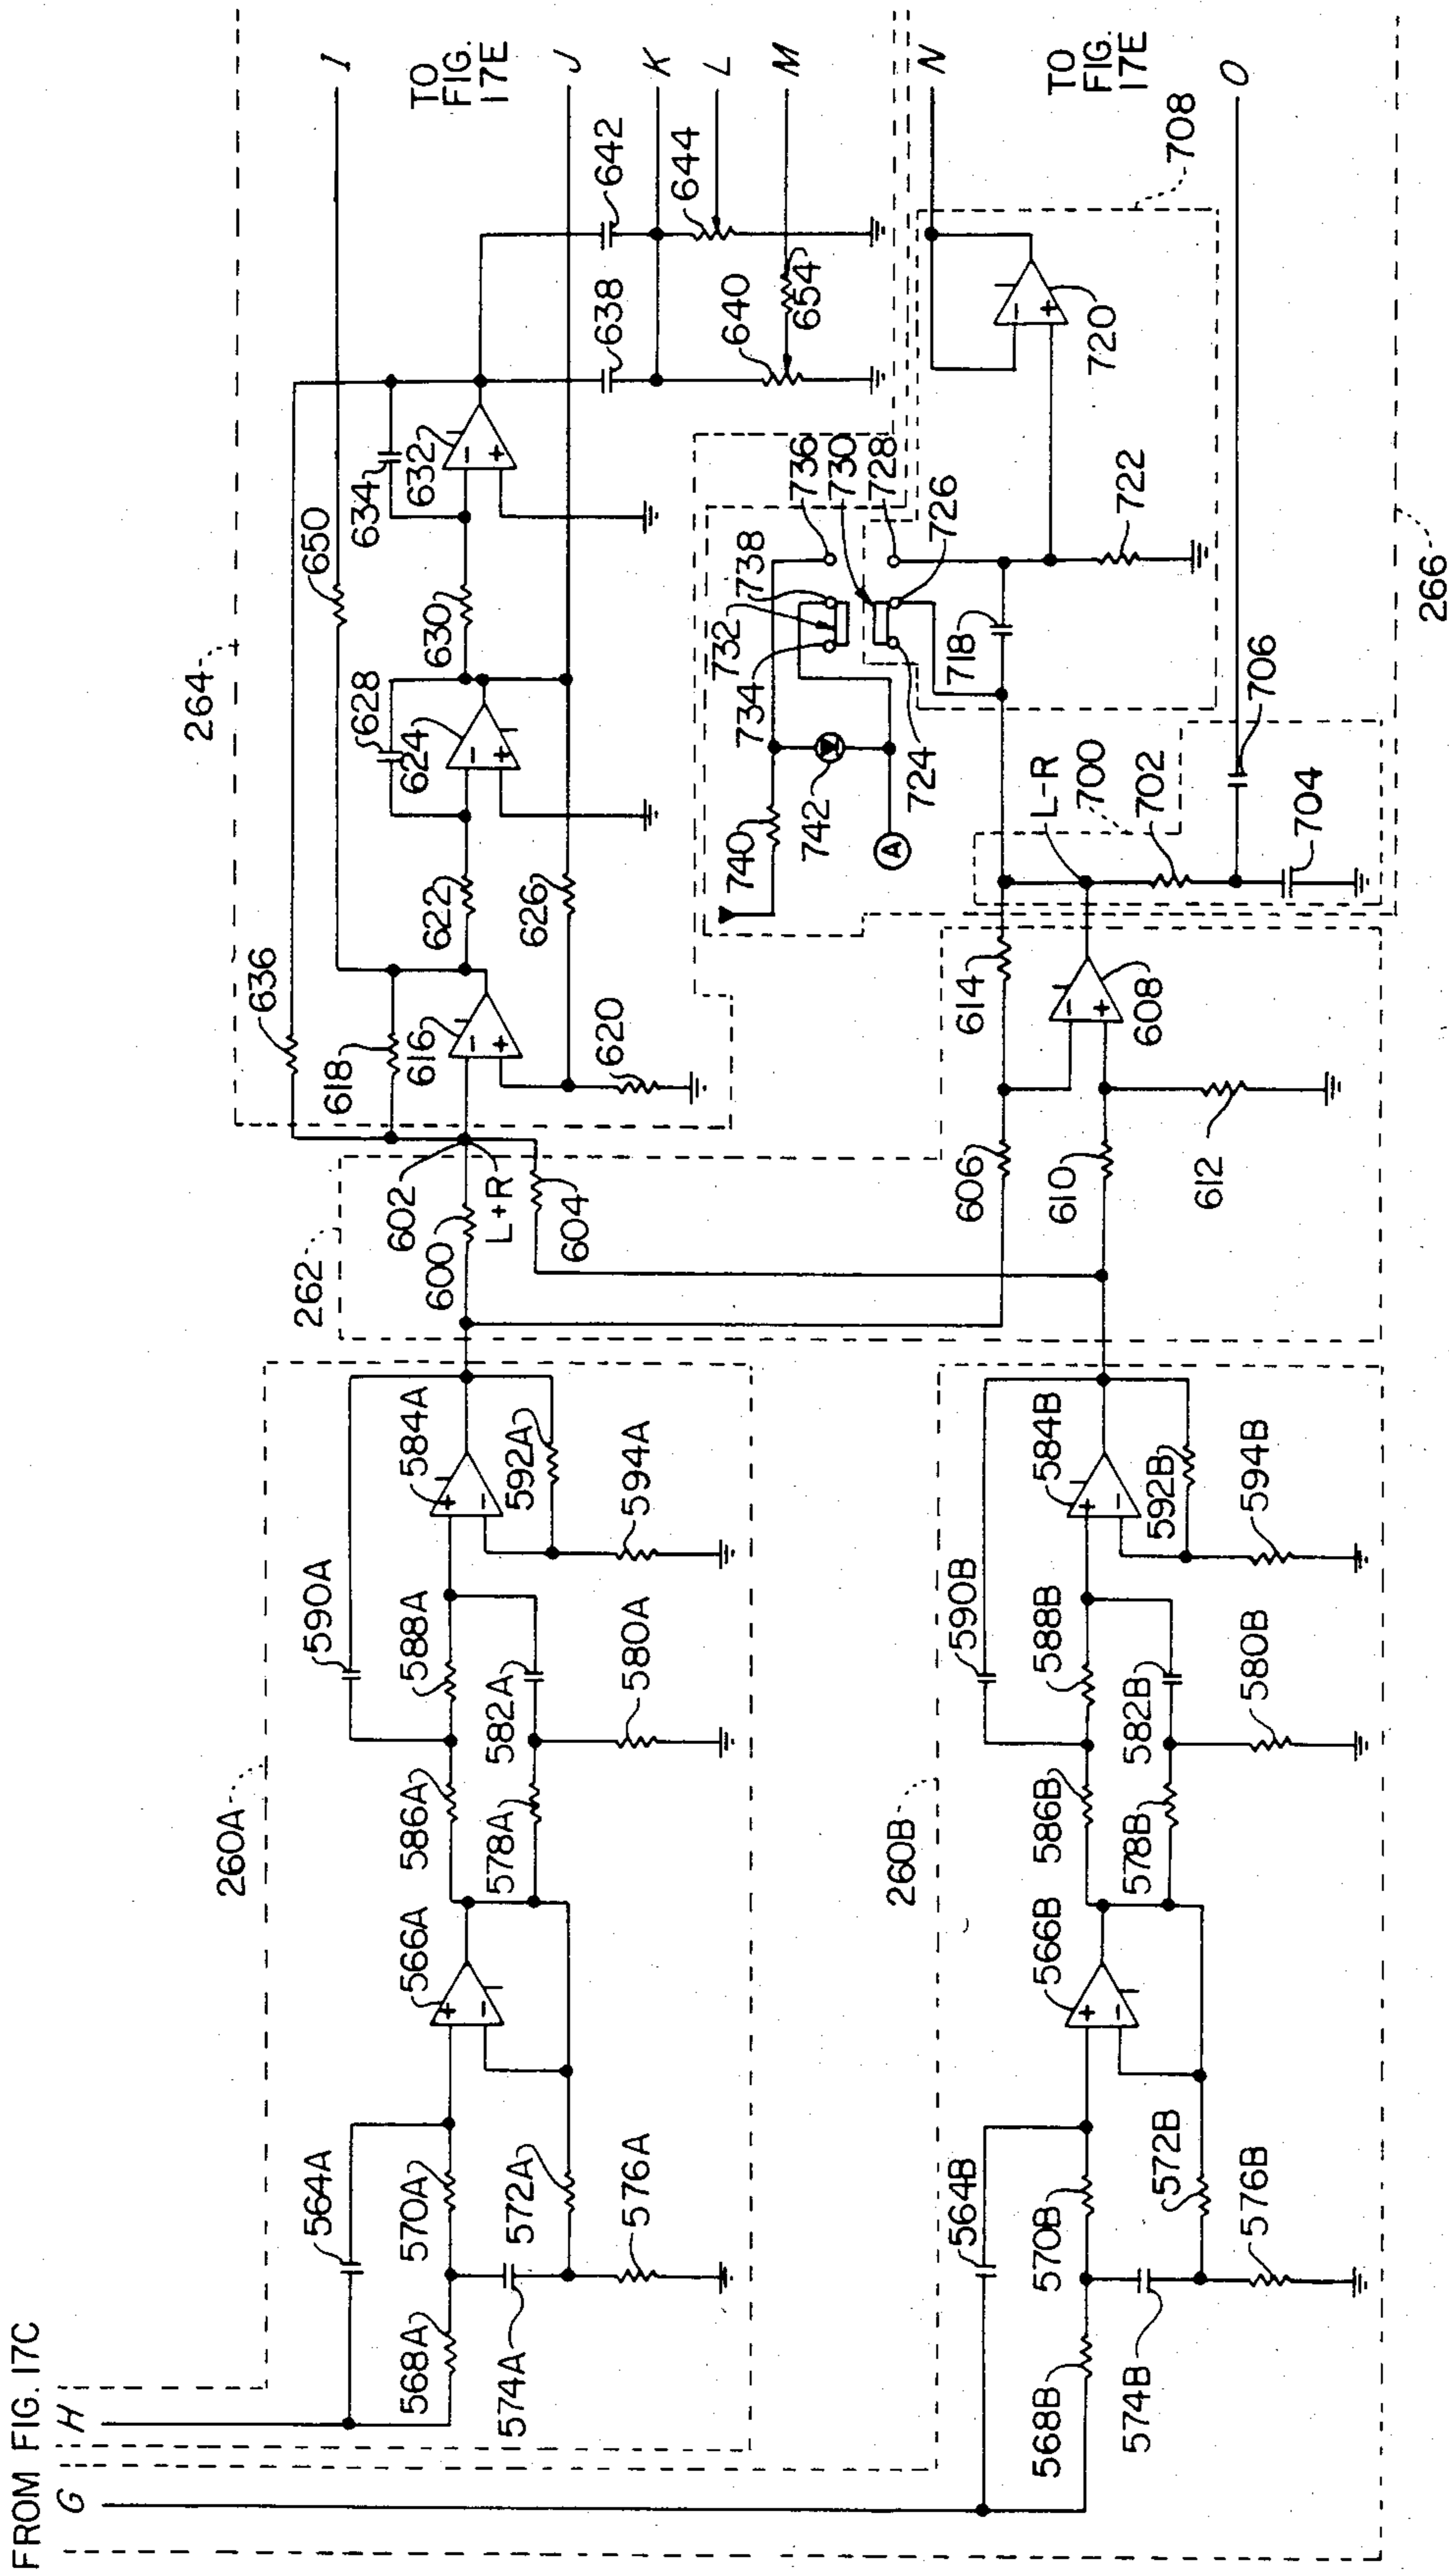 FROM FIG. 17C
G
H
260A
564A
568A
570A
574A
572A
576A
566A
586A
578A
588A
582A
580A
590A
584A
592A
594A
260B
564B
568B
570B
574B
572B
576B
566B
586B
578B
588B
582B
580B
590B
584B
592B
594B
262
600
602
L+R
604
606
610
612
614
608
264
636
618
616
620
622
626
624
628
630
650
634
632
638
640
642
644
654
I
TO
FIG.
17E
J
K
L
M
740
742
A
734
732
738
736
730
728
726
724
L-R
700
702
704
706
718
722
720
708
266
N
TO
FIG.
17E
O
+
−
+
−
+
−
+
−
−
+
−
+
−
+
−
+
−
+